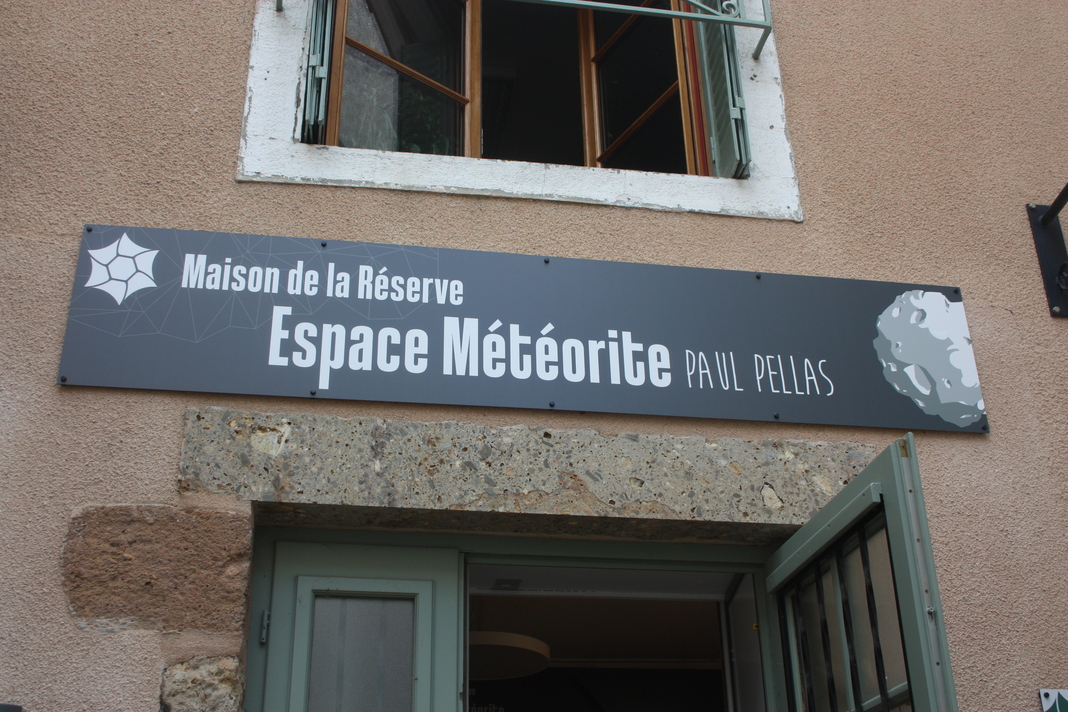 Maison de la Réserve
Espace Météorite PAUL PELLAS